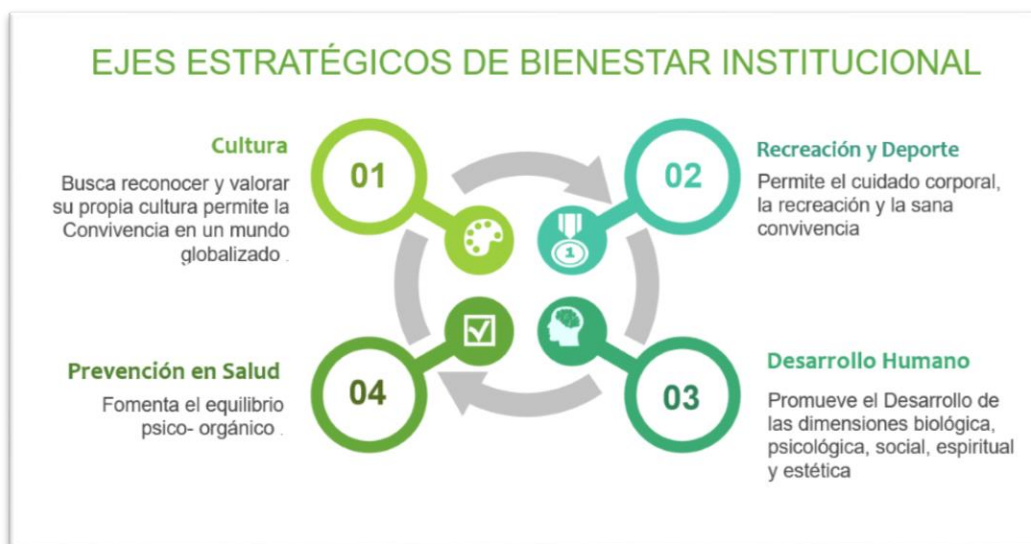 EJES ESTRATÉGICOS DE BIENESTAR INSTITUCIONAL
Cultura
Busca reconocer y valorar
su propia cultura permite la
Convivencia en un mundo
globalizado .
01
02
Recreación y Deporte
Permite el cuidado corporal,
la recreación y la sana
convivencia
1
Prevención en Salud
Fomenta el equilibrio
psico- orgánico .
04
03
Desarrollo Humano
Promueve el Desarrollo de
las dimensiones biológica,
psicológica, social, espiritual
y estética